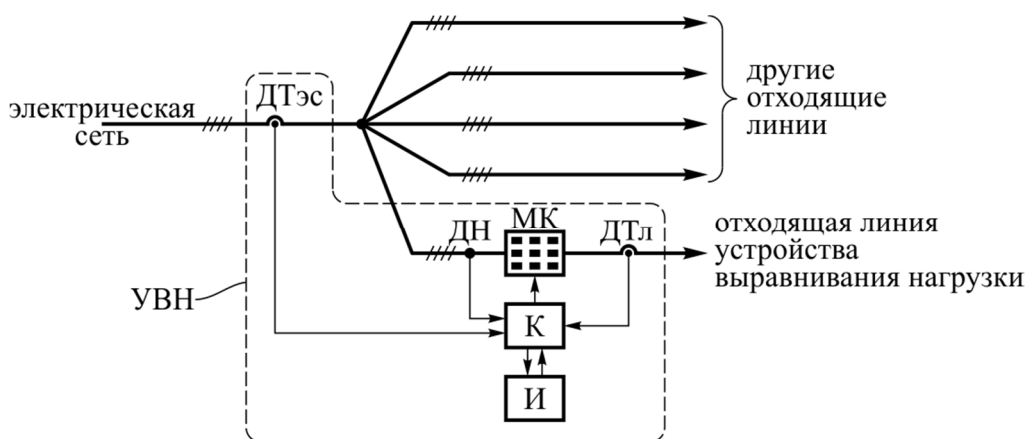 ДТэс
электрическая
сеть
другие
отходящие
линии
ДН
МК
ДТл
отходящая линия
устройства
выравнивания нагрузки
УВН
К
И